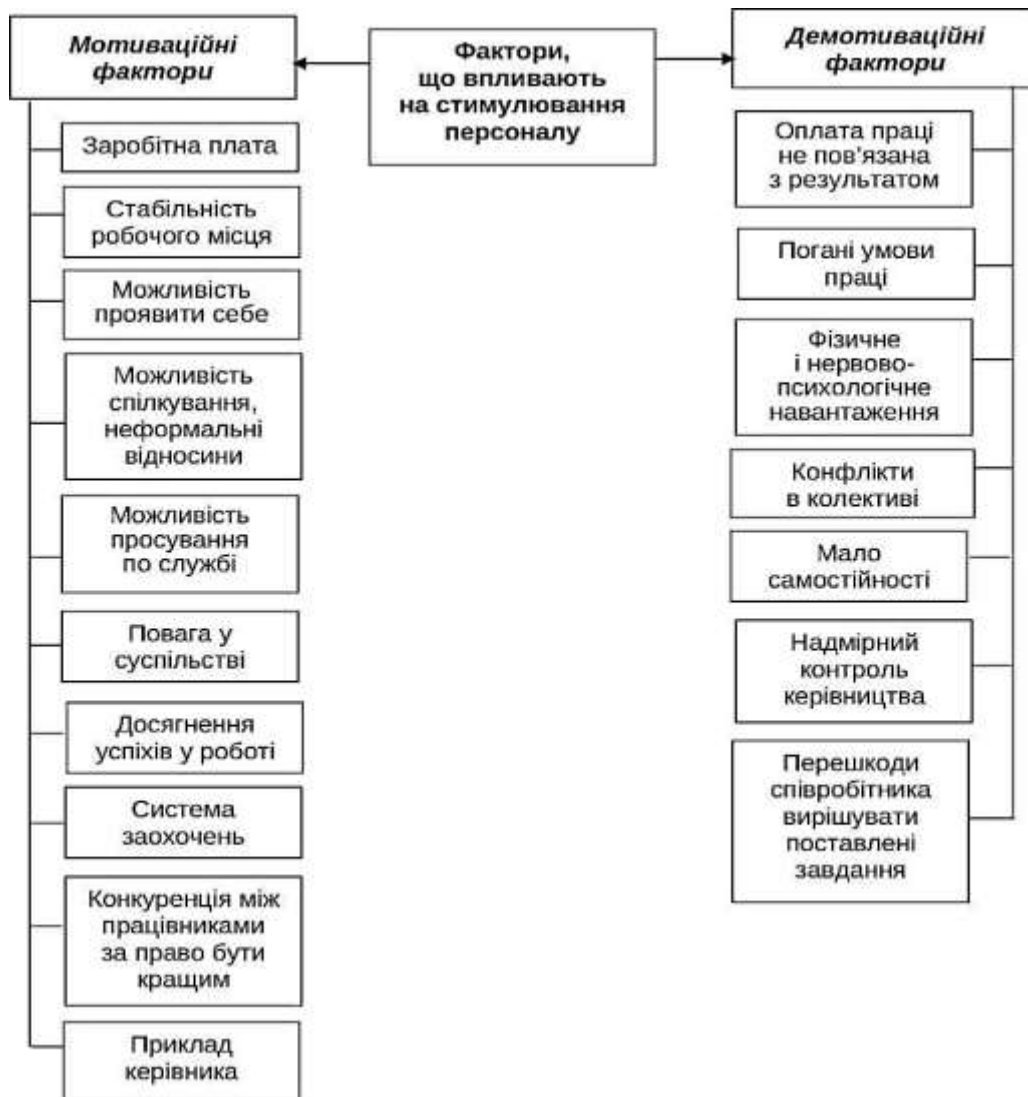 Мотиваційні
фактори
Фактори,
що впливають
на стимулювання
персоналу
Демотиваційні
фактори
Заробітна плата
Стабільність
робочого місця
Можливість
проявити себе
Можливість
спілкування,
неформальні
відносини
Можливість
просування
по службі
Повага у
суспільстві
Досягнення
успіхів у роботі
Система
заохочень
Конкуренція між
працівниками
за право бути
кращим
Приклад
керівника
Оплата праці
не пов'язана
з результатом
Погані умови
праці
Фізичне
і нервово-
психологічне
навантаження
Конфлікти
в колективі
Мало
самостійності
Надмірний
контроль
керівництва
Перешкоди
співробітника
вирішувати
поставлені
завдання